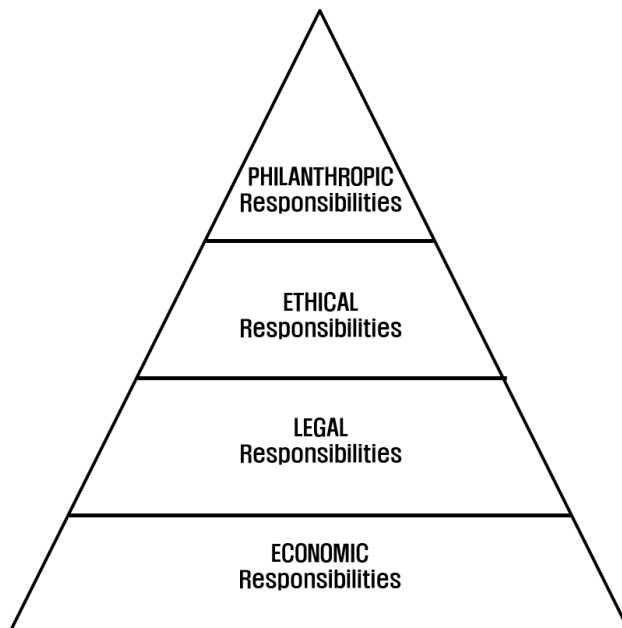 PHILANTHROPIC
Responsibilities
ETHICAL
Responsibilities
LEGAL
Responsibilities
ECONOMIC
Responsibilities